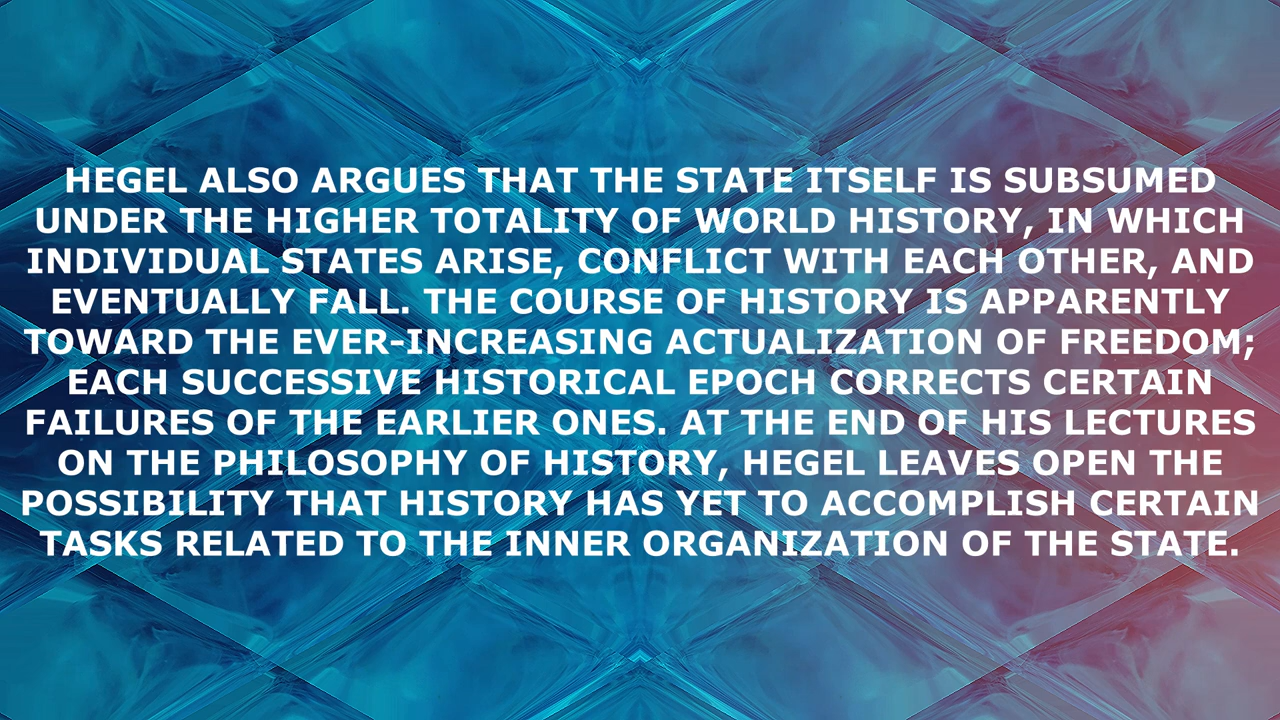 HEGEL ALSO ARGUES THAT THE STATE ITSELF IS SUBSUMED
UNDER THE HIGHER TOTALITY OF WORLD HISTORY, IN WHICH
INDIVIDUAL STATES ARISE, CONFLICT WITH EACH OTHER, AND
EVENTUALLY FALL. THE COURSE OF HISTORY IS APPARENTLY
TOWARD THE EVER-INCREASING ACTUALIZATION OF FREEDOM;
EACH SUCCESSIVE HISTORICAL EPOCH CORRECTS CERTAIN
FAILURES OF THE EARLIER ONES. AT THE END OF HIS LECTURES
ON THE PHILOSOPHY OF HISTORY, HEGEL LEAVES OPEN THE
POSSIBILITY THAT HISTORY HAS YET TO ACCOMPLISH CERTAIN
TASKS RELATED TO THE INNER ORGANIZATION OF THE STATE.